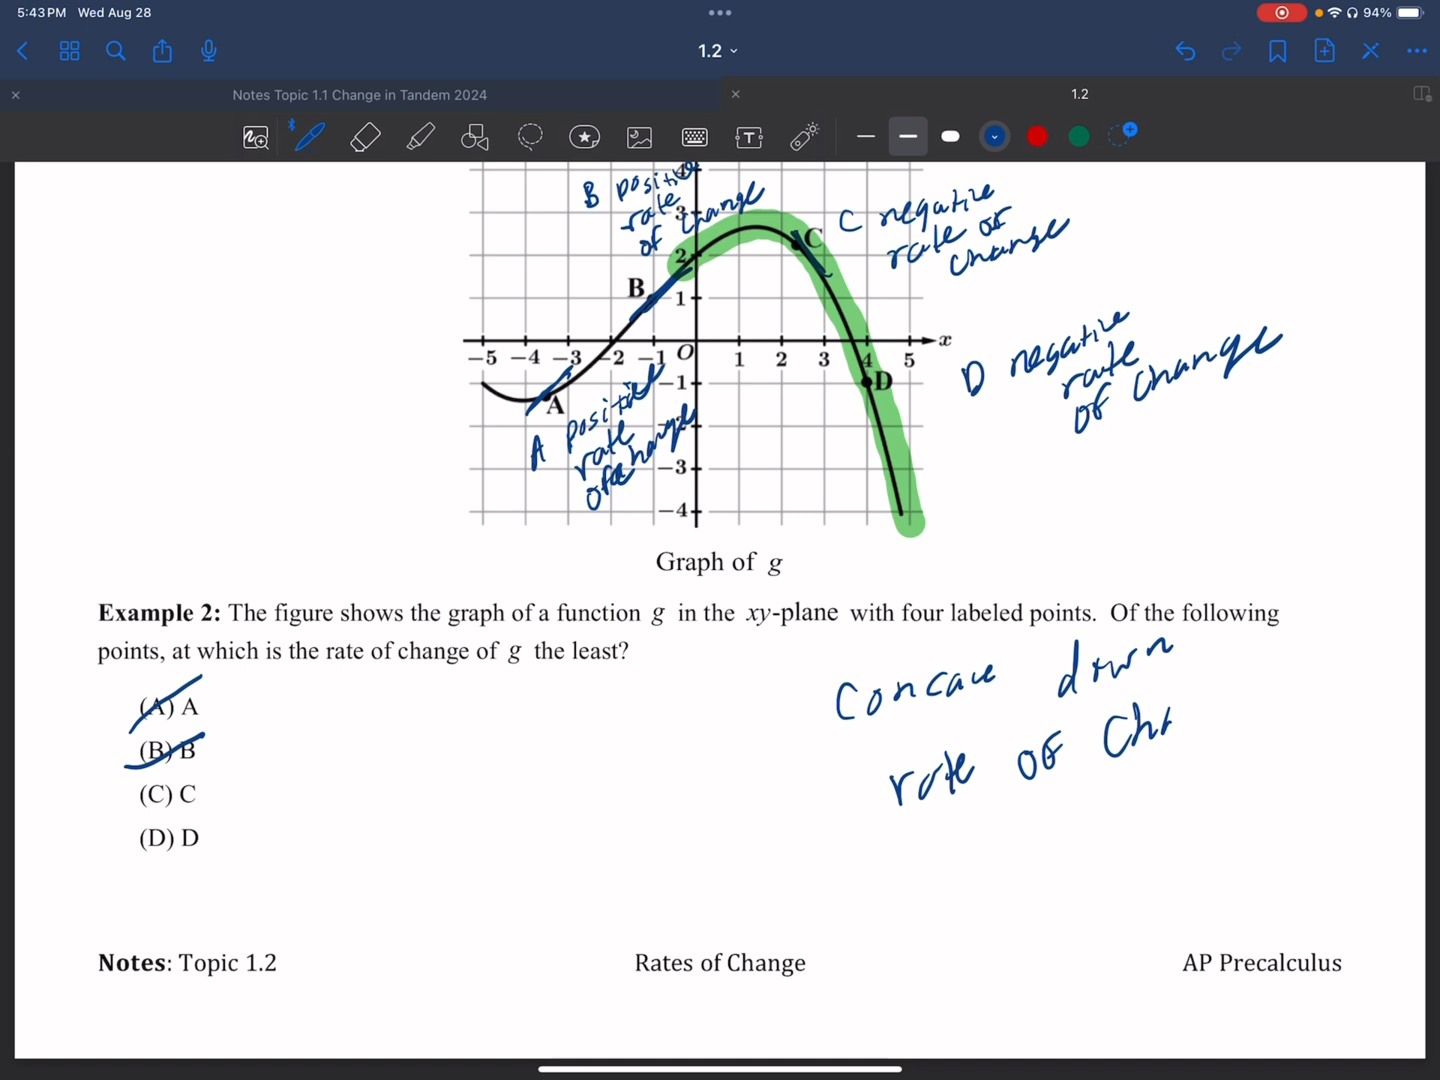 5:43 PM Wed Aug 28
94%
1.2
Notes Topic 1.1 Change in Tandem 2024
1.2
B positive
rate
of change
C negative
rate of
change
D negative
rate
of change
A positive
rate
of change
4
3
2
1
B
C
D
A
O
x
−5 −4 −3 −2 −1 1 2 3 4 5
−1
−3
−4
Graph of g
Example 2: The figure shows the graph of a function g in the xy-plane with four labeled points. Of the following
points, at which is the rate of change of g the least?
(A) A
(B) B
(C) C
(D) D
Concave down
rate of Cha
Notes: Topic 1.2
Rates of Change
AP Precalculus